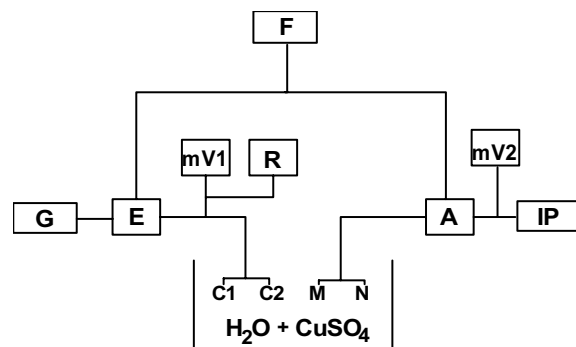 F
mV1
R
mV2
G
E
A
IP
C1 C2 M N
H₂O + CuSO₄